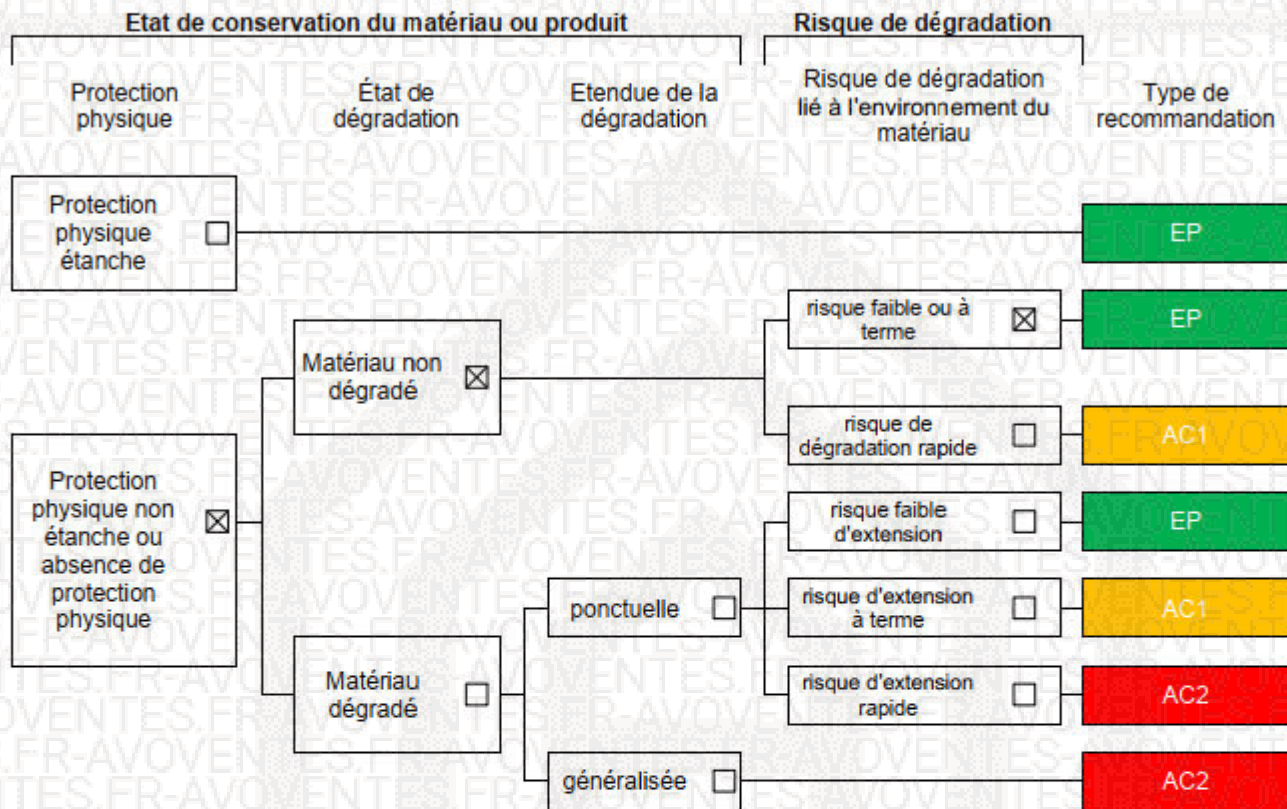 Etat de conservation du matériau ou produit
Risque de dégradation
Protection
physique
État de
dégradation
Etendue de la
dégradation
Risque de dégradation
lié à l'environnement du
matériau
Type de
recommandation
Protection
physique
étanche
EP
risque faible ou à
terme
EP
Matériau non
dégradé
risque de
dégradation rapide
AC1
Protection
physique non
étanche ou
absence de
protection
physique
risque faible
d'extension
EP
ponctuelle
risque d'extension
à terme
AC1
Matériau
dégradé
risque d'extension
rapide
AC2
généralisée
AC2